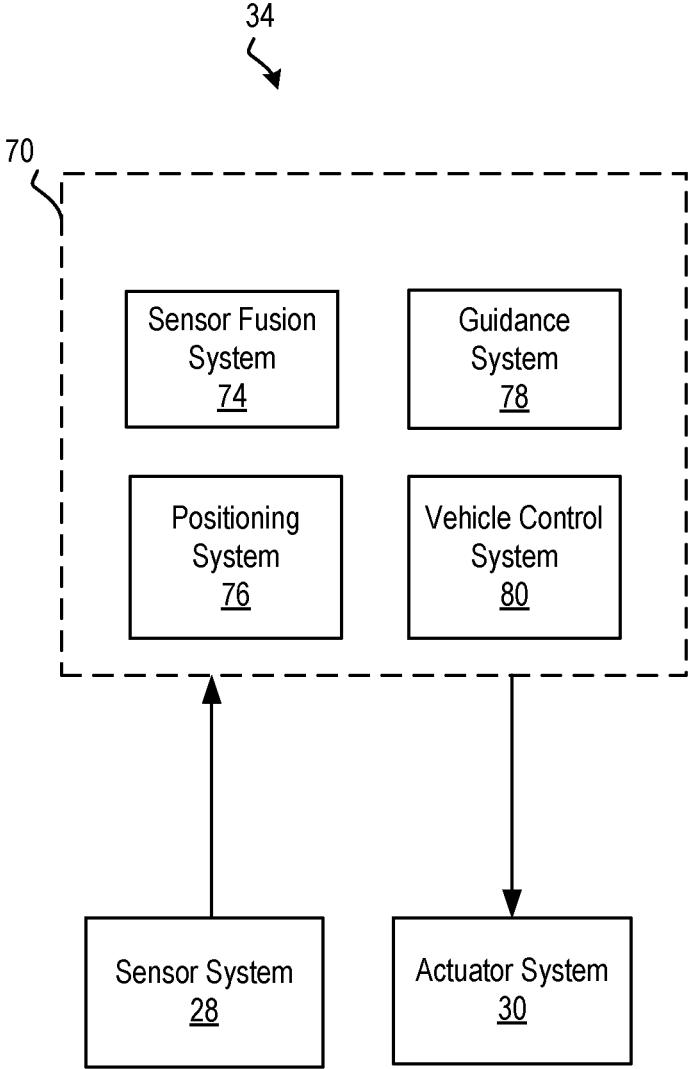 34
70
Sensor Fusion
System
74
Guidance
System
78
Positioning
System
76
Vehicle Control
System
80
Sensor System
28
Actuator System
30